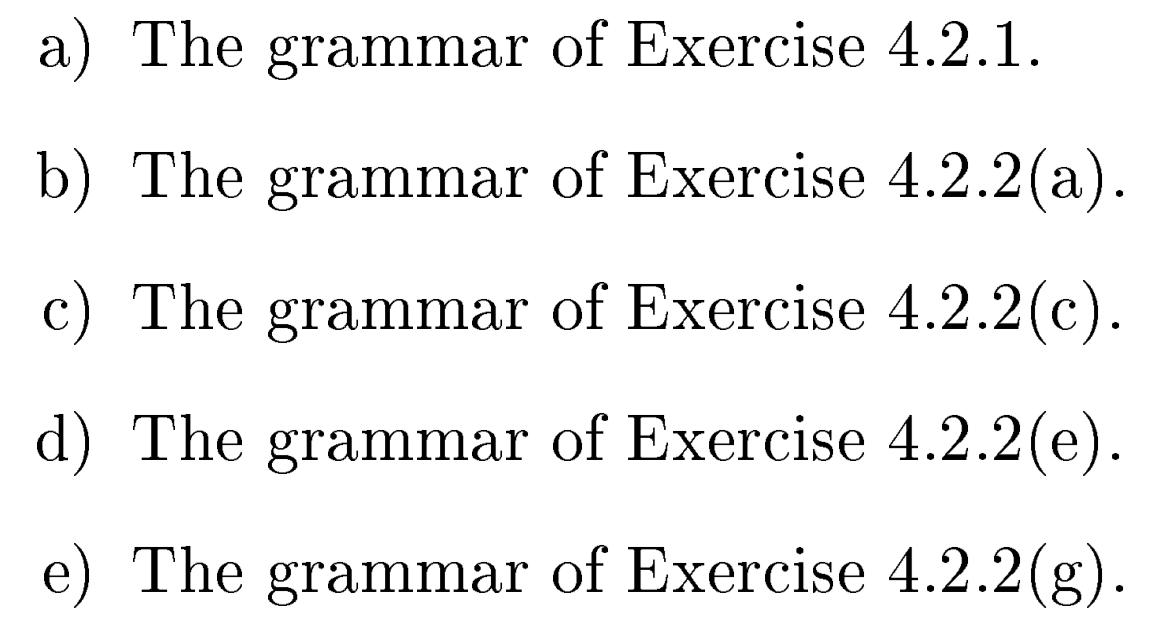 a) The grammar of Exercise 4.2.1.
b) The grammar of Exercise 4.2.2(a).
c) The grammar of Exercise 4.2.2(c).
d) The grammar of Exercise 4.2.2(e).
e) The grammar of Exercise 4.2.2(g).